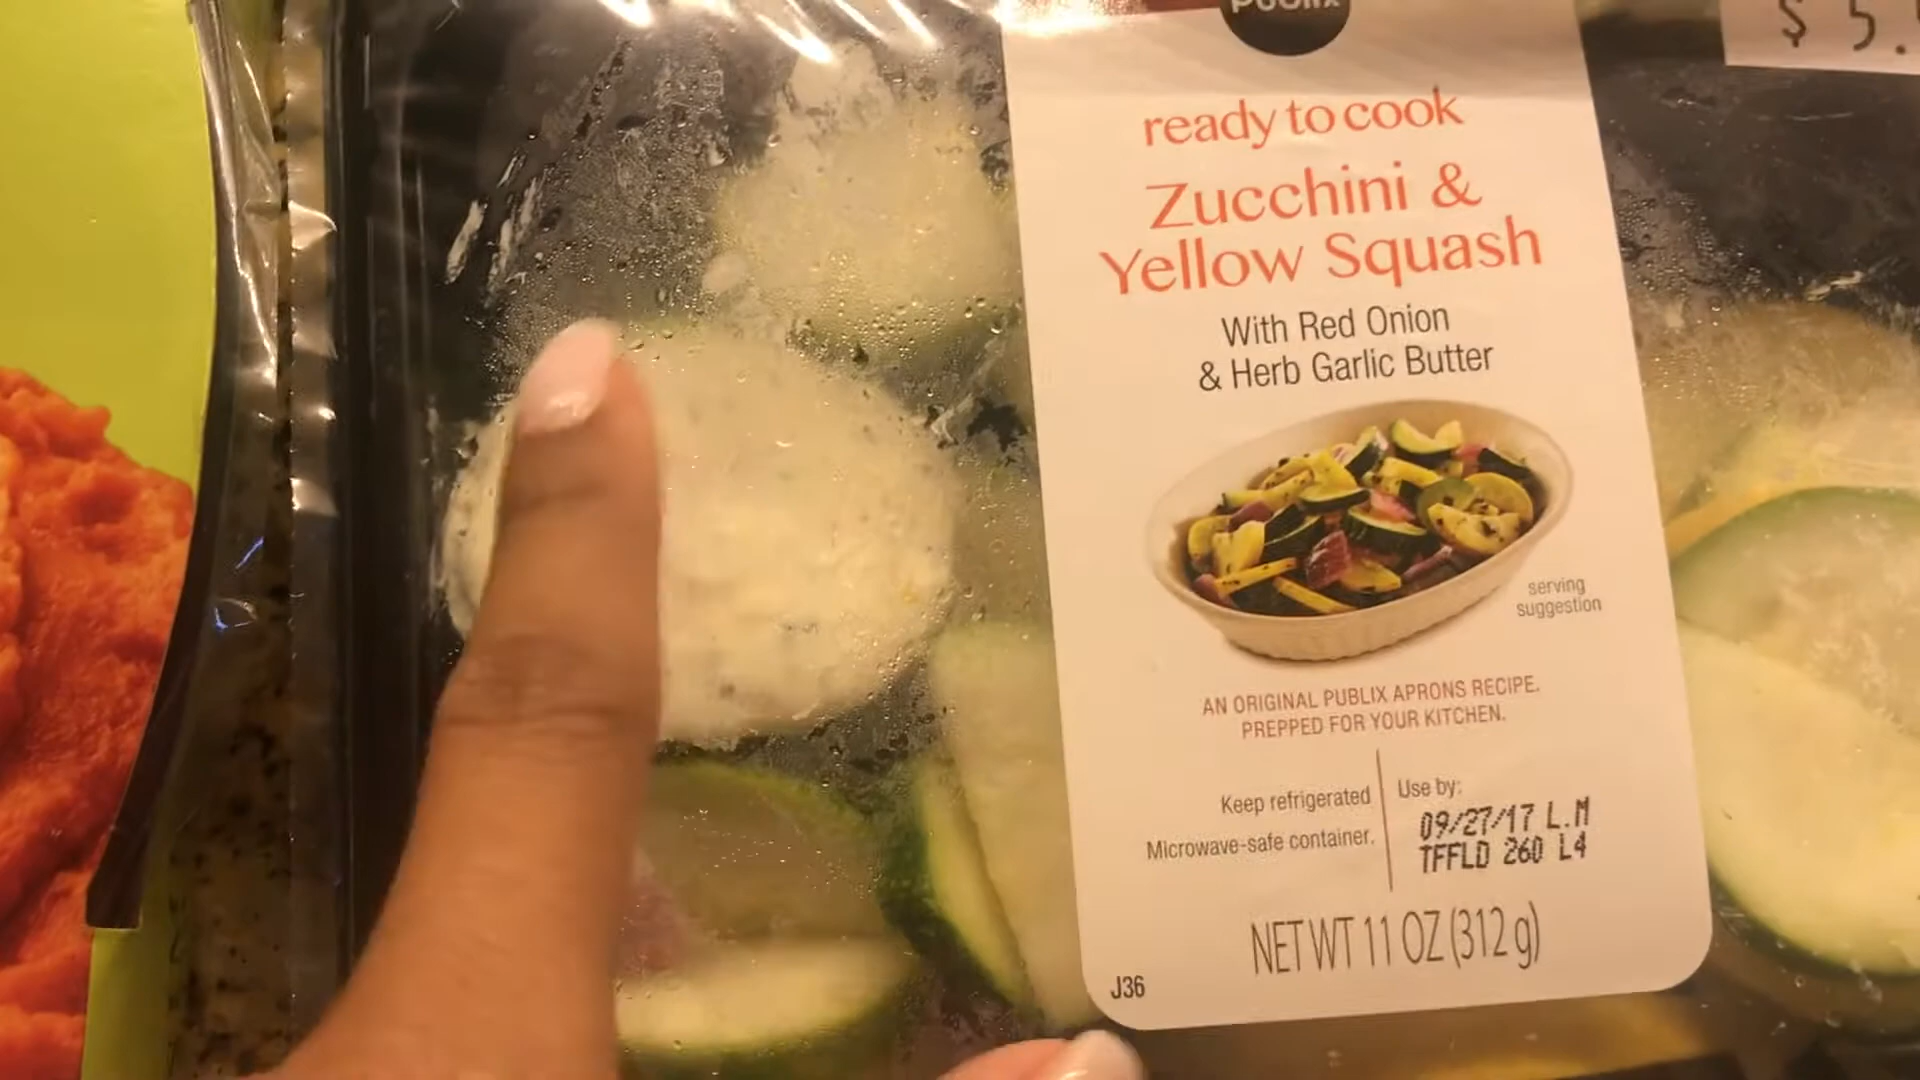 Publix
$ 5.
ready to cook
Zucchini &
Yellow Squash
With Red Onion
& Herb Garlic Butter
serving
suggestion
AN ORIGINAL PUBLIX APRONS RECIPE.
PREPPED FOR YOUR KITCHEN.
Keep refrigerated
Microwave-safe container.
Use by:
09/27/17 L.M
TFFLD 260 L4
NET WT 11 OZ (312 g)
J36